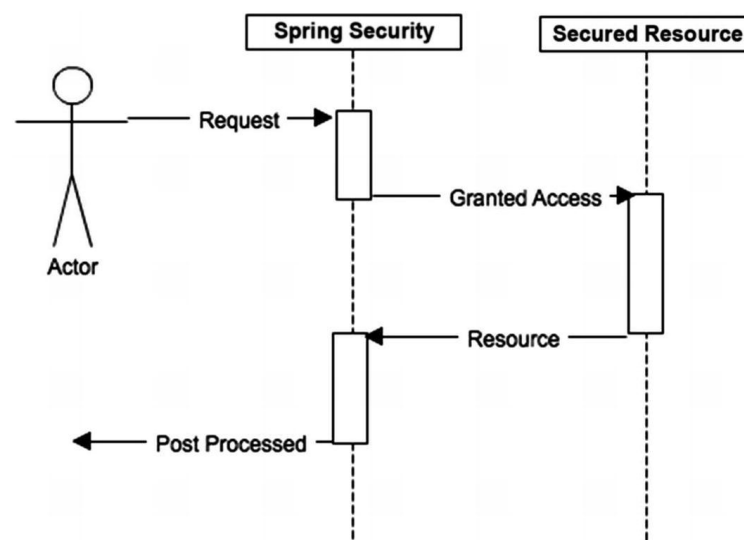 Spring Security
Secured Resource
Request
Granted Access
Actor
Resource
Post Processed